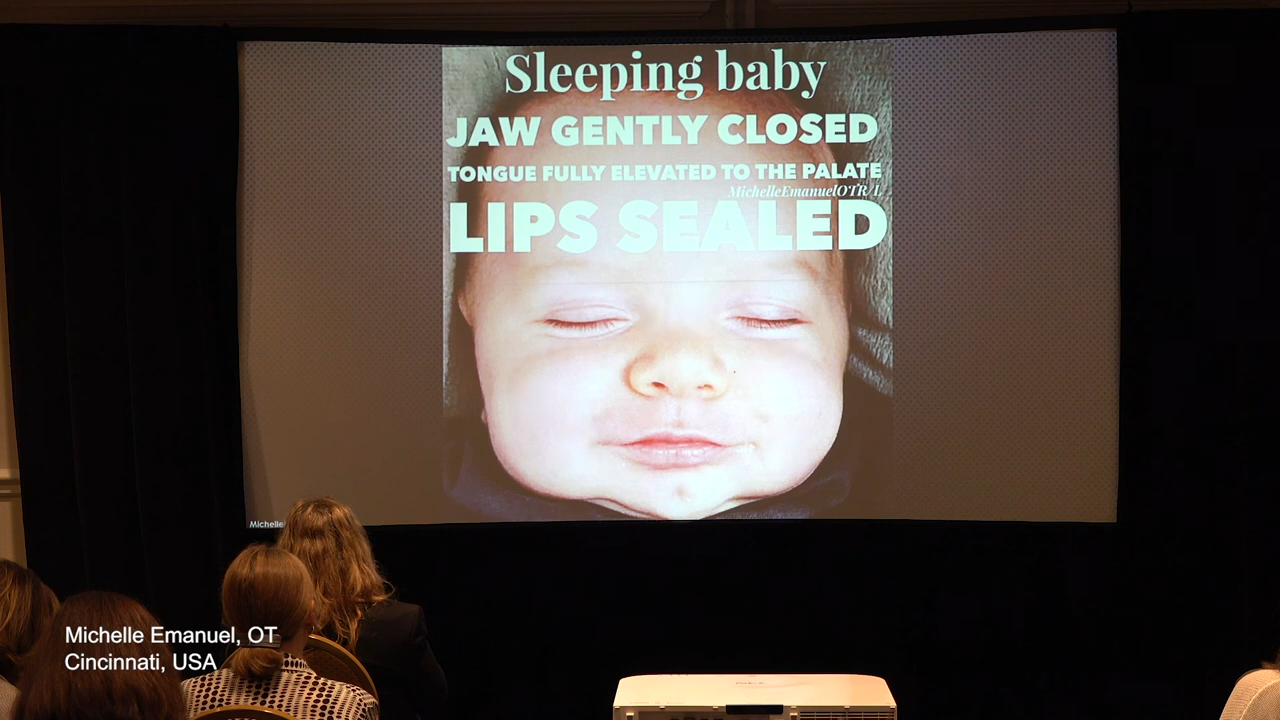 Sleeping baby
JAW GENTLY CLOSED
TONGUE FULLY ELEVATED TO THE PALATE
MichelleEmanuelOTR/L
LIPS SEALED
Michelle
Michelle Emanuel, OT
Cincinnati, USA